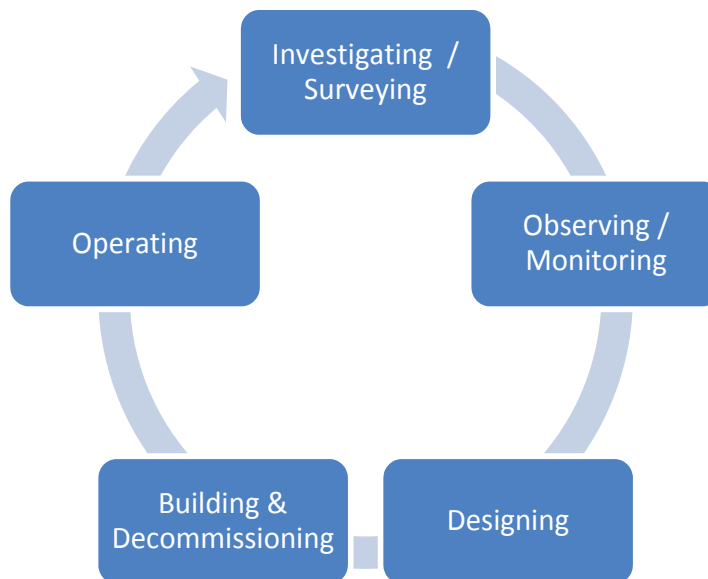 Investigating /
Surveying
Observing /
Monitoring
Designing
Building &
Decommissioning
Operating